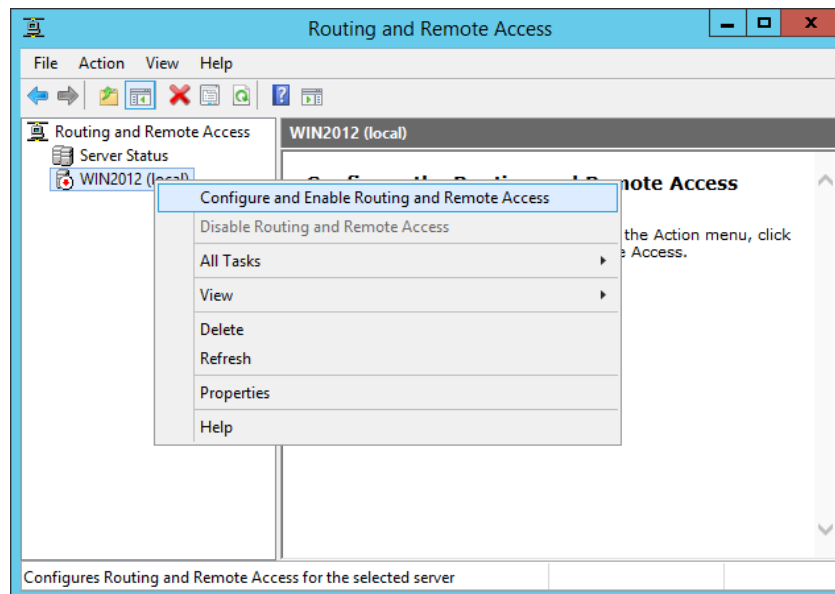 Routing and Remote Access
File Action View Help
Routing and Remote Access
Server Status
WIN2012 (local)
WIN2012 (local)
Configure and Enable Routing and Remote Access
Disable Routing and Remote Access
All Tasks
View
Delete
Refresh
Properties
Help
Remote Access
the Action menu, click
Access.
Configures Routing and Remote Access for the selected server